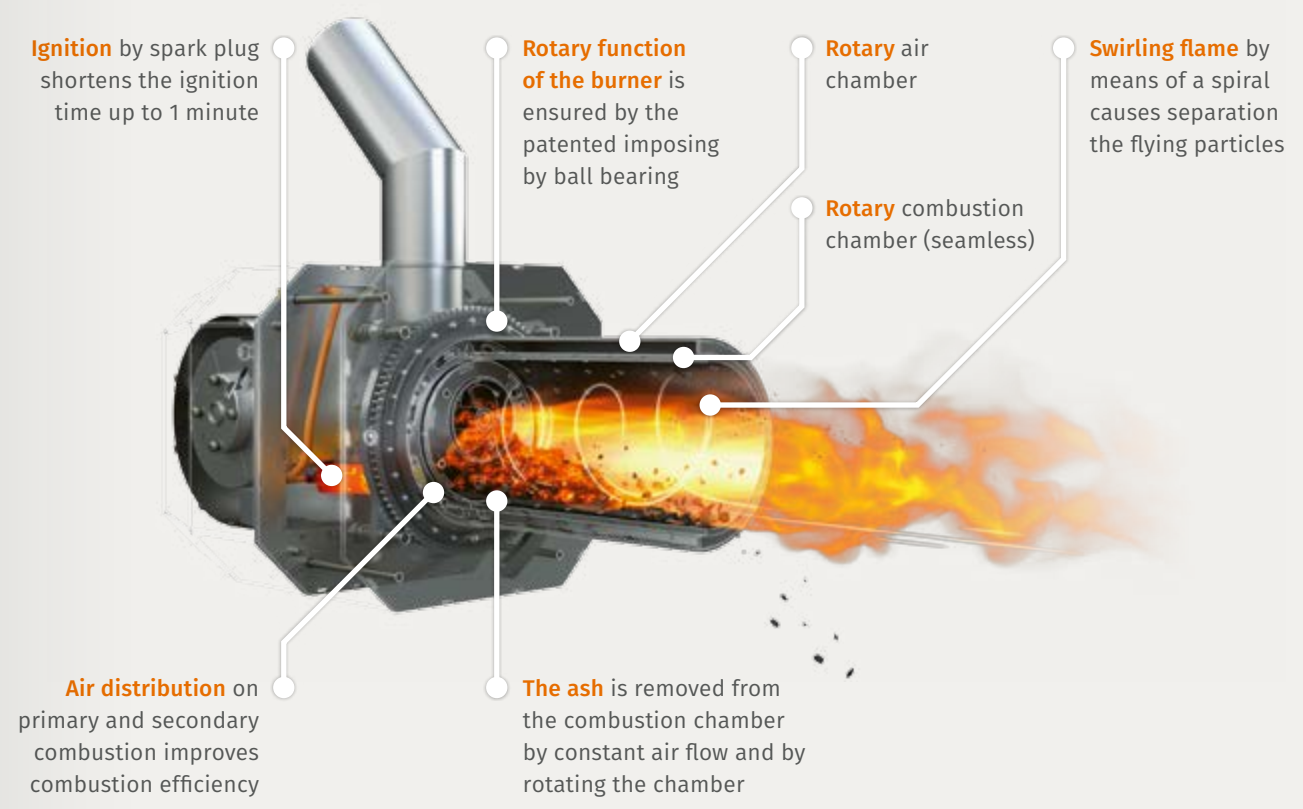 Ignition by spark plug
shortens the ignition
time up to 1 minute
Rotary function
of the burner is
ensured by the
patented imposing
by ball bearing
Rotary air
chamber
Rotary combustion
chamber (seamless)
Swirling flame by
means of a spiral
causes separation
the flying particles
Air distribution on
primary and secondary
combustion improves
combustion efficiency
The ash is removed from
the combustion chamber
by constant air flow and by
rotating the chamber